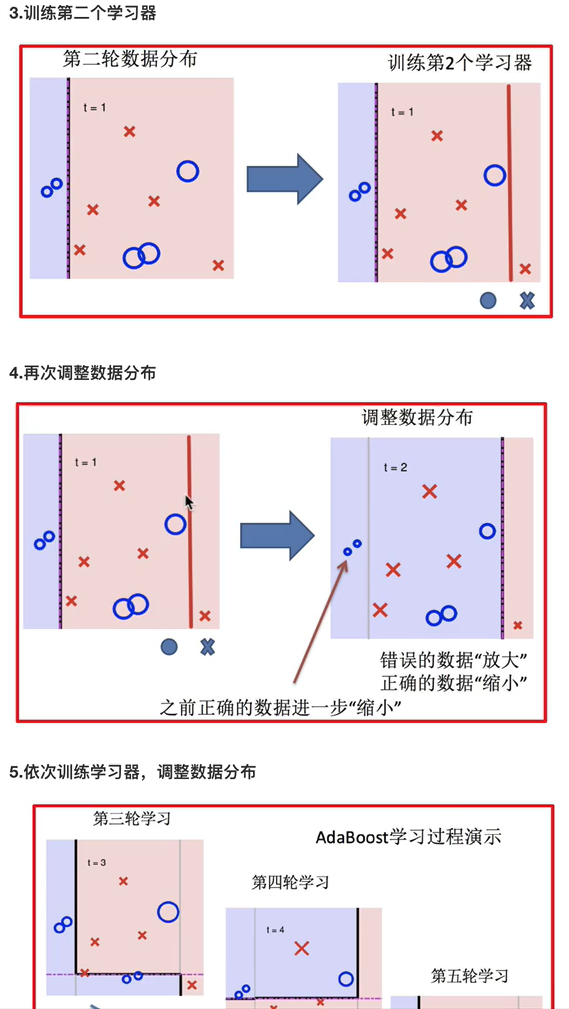 3.训练第二个学习器
第二轮数据分布
训练第2个学习器
t = 1
t = 1
4.再次调整数据分布
调整数据分布
t = 1
t = 2
错误的数据“放大”
正确的数据“缩小”
之前正确的数据进一步“缩小”
5.依次训练学习器，调整数据分布
第三轮学习
AdaBoost学习过程演示
t = 3
第四轮学习
t = 4
第五轮学习